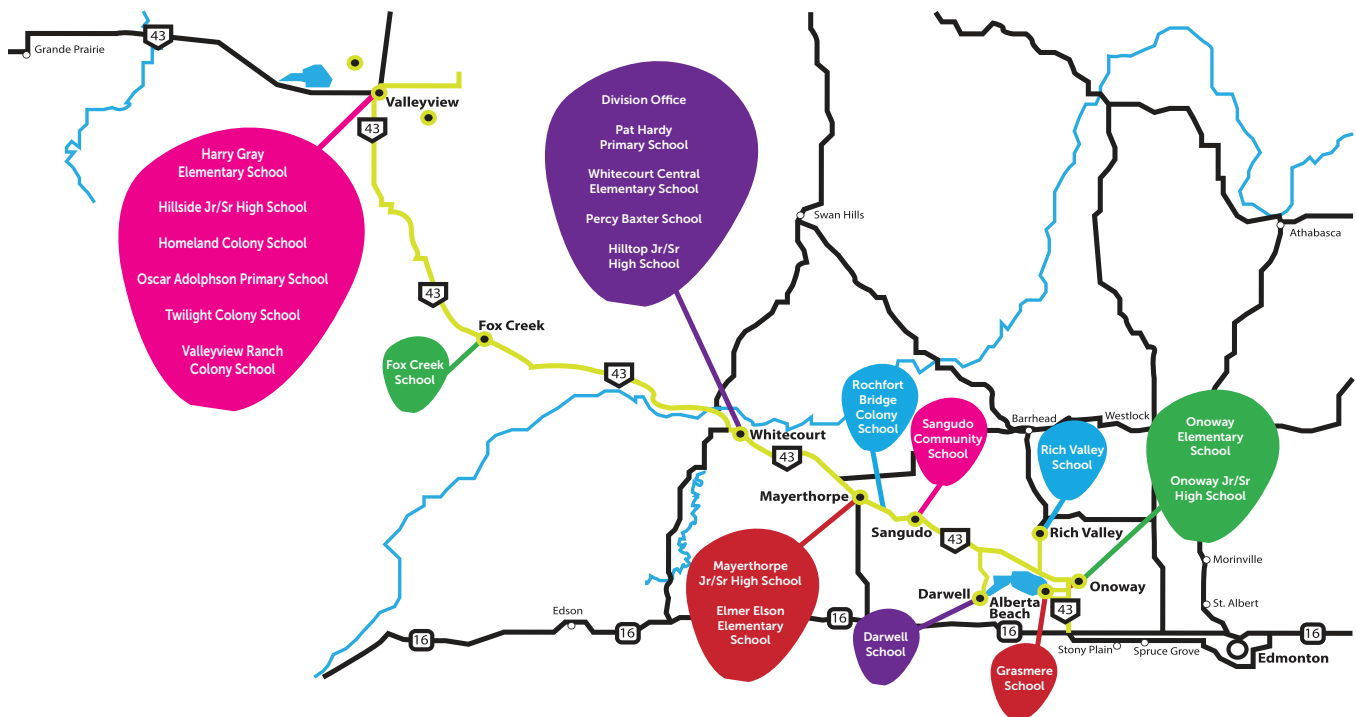 43
Grande Prairie
Valleyview
43
Harry Gray
Elementary School
Hillside Jr/Sr High School
Homeland Colony School
Oscar Adolphson Primary School
Twilight Colony School
Valleyview Ranch
Colony School
Division Office
Pat Hardy
Primary School
Whitecourt Central
Elementary School
Percy Baxter School
Hilltop Jr/Sr
High School
Swan Hills
Athabasca
43
Fox Creek
Fox Creek
School
43
Whitecourt
43
Rochfort
Bridge
Colony
School
Sangudo
Community
School
Barrhead
Westlock
Rich Valley
School
Onoway
Elementary
School
Onoway Jr/Sr
High School
Mayerthorpe
Sangudo
43
Rich Valley
Morinville
Mayerthorpe
Jr/Sr High School
Elmer Elson
Elementary
School
Darwell
Alberta
Beach
Onoway
43
St. Albert
Edson
16
16
16
16
16
Darwell
School
Grasmere
School
Stony Plain
Spruce Grove
Edmonton